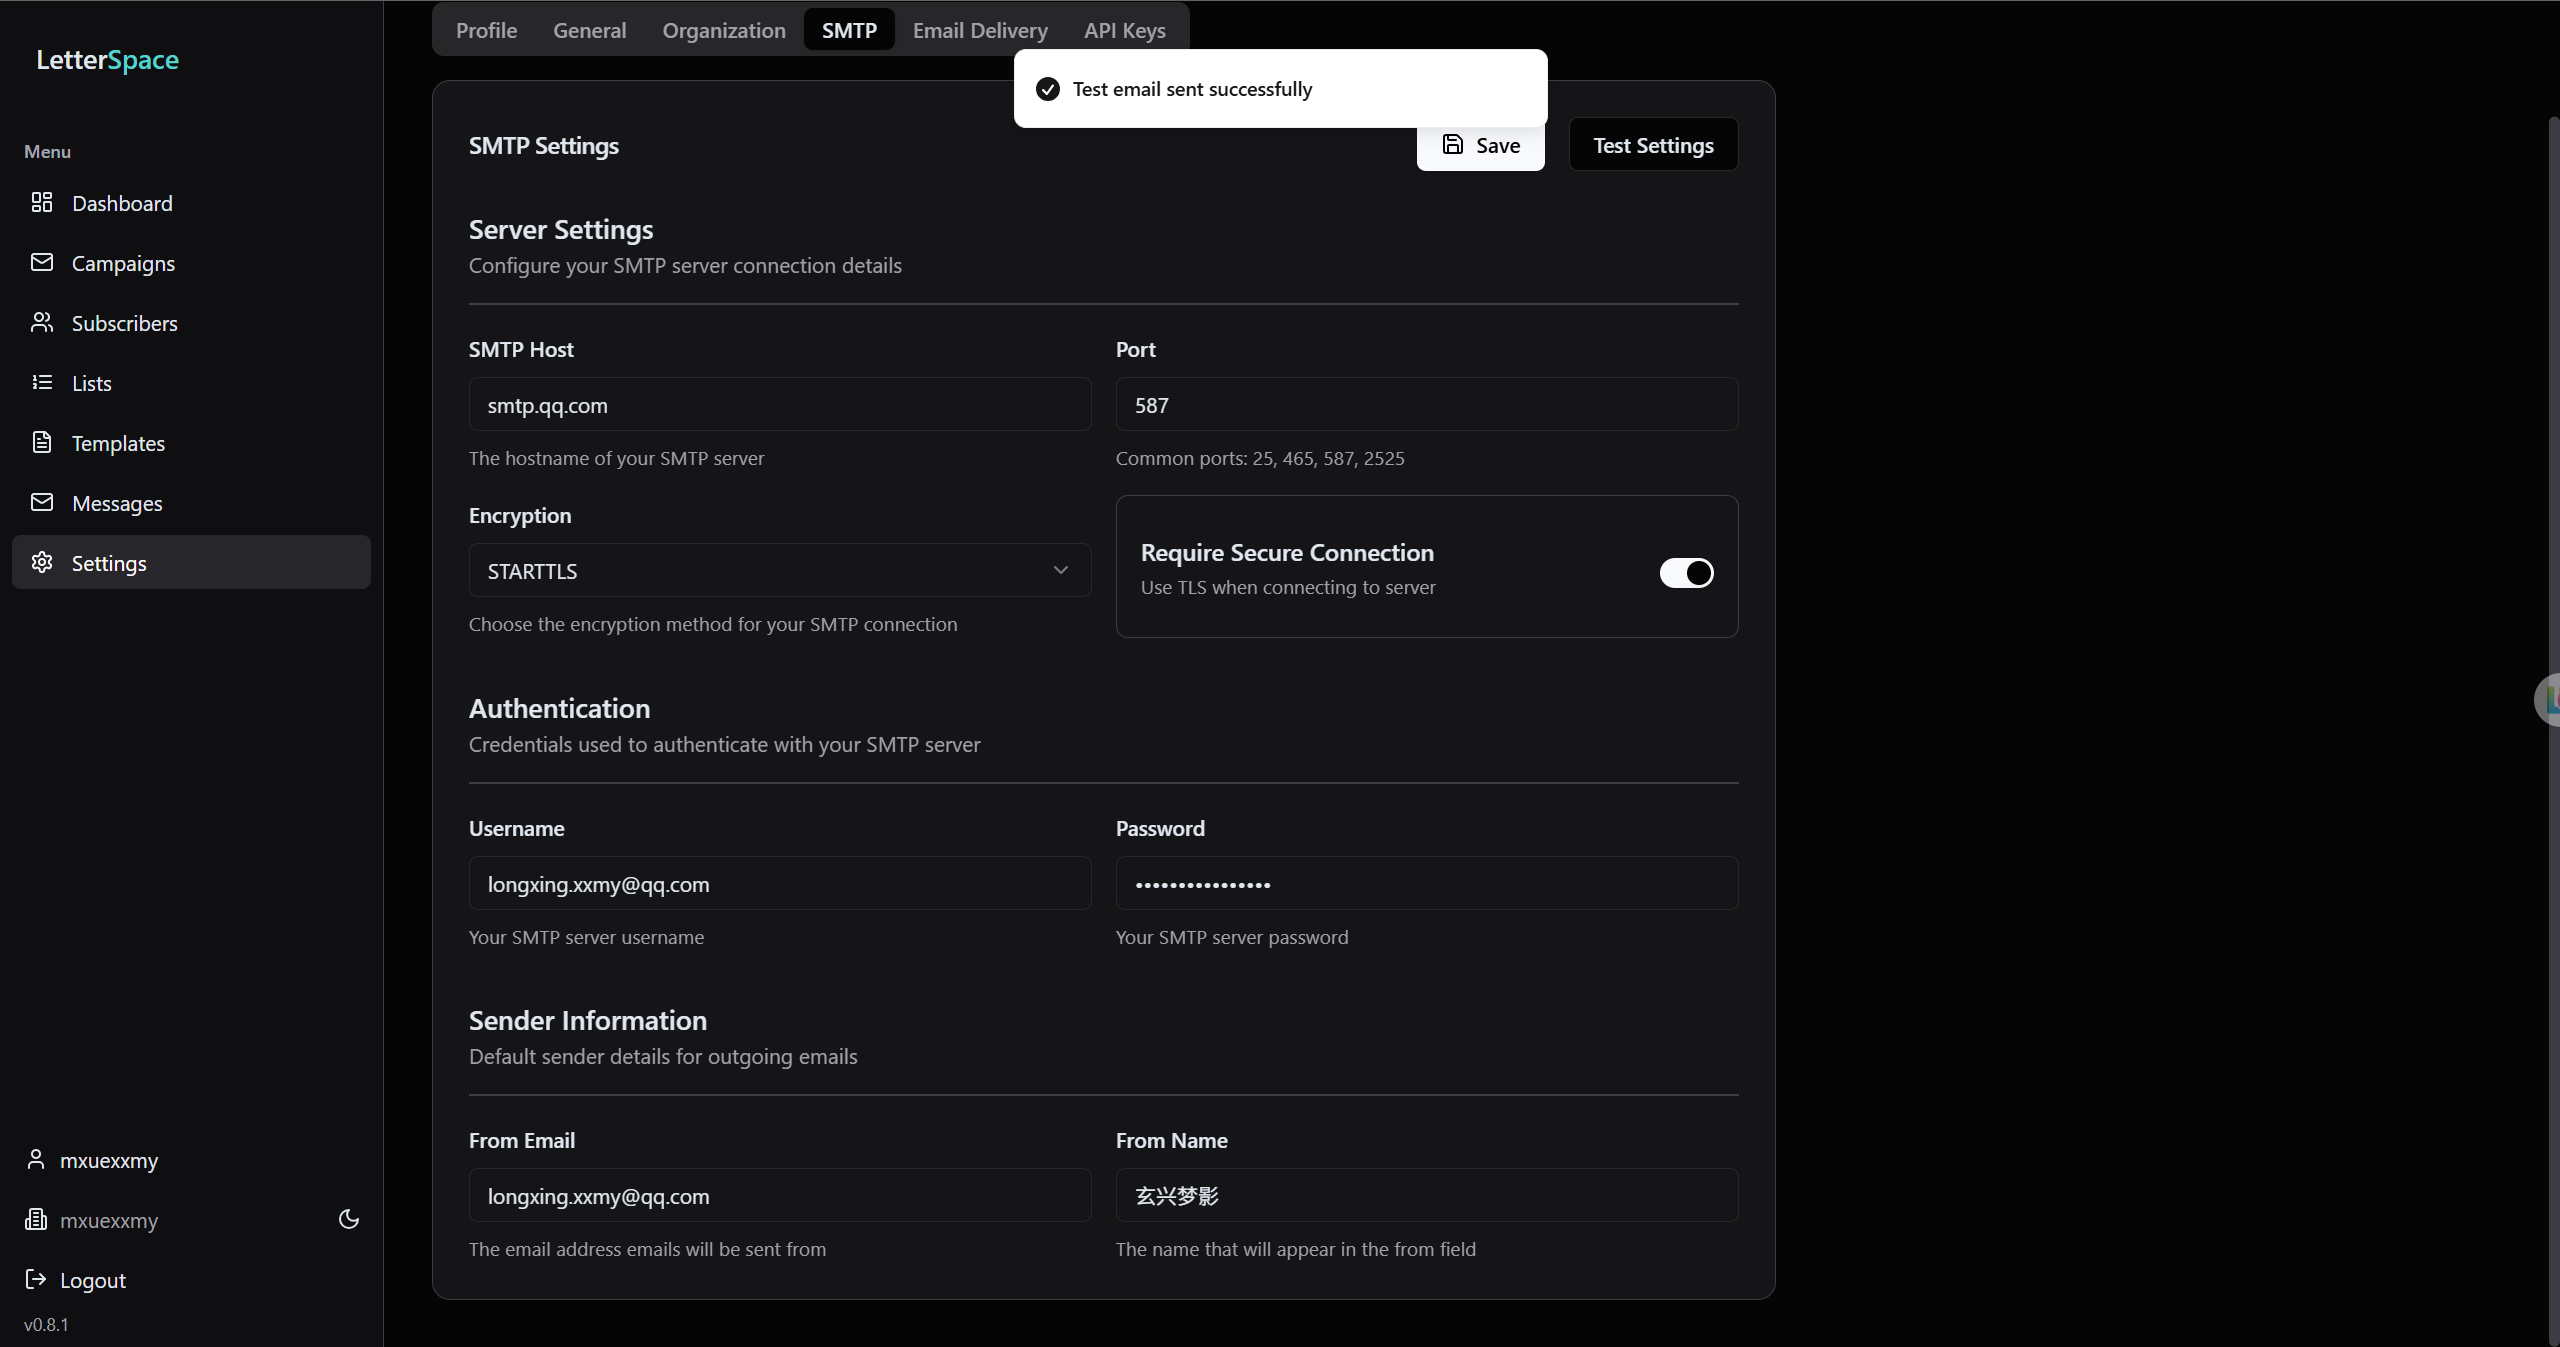 LetterSpace
Menu
Dashboard
Campaigns
Subscribers
Lists
Templates
Messages
Settings
mxuexxmy
mxuexxmy
Logout
v0.8.1
Profile General Organization SMTP Email Delivery API Keys
Test email sent successfully
SMTP Settings Save Test Settings
Server Settings
Configure your SMTP server connection details
SMTP Host Port
smtp.qq.com 587
The hostname of your SMTP server Common ports: 25, 465, 587, 2525
Encryption
STARTTLS
Choose the encryption method for your SMTP connection
Require Secure Connection
Use TLS when connecting to server
Authentication
Credentials used to authenticate with your SMTP server
Username Password
longxing.xxmy@qq.com ••••••••••••••••
Your SMTP server username Your SMTP server password
Sender Information
Default sender details for outgoing emails
From Email From Name
longxing.xxmy@qq.com 玄兴梦影
The email address emails will be sent from The name that will appear in the from field